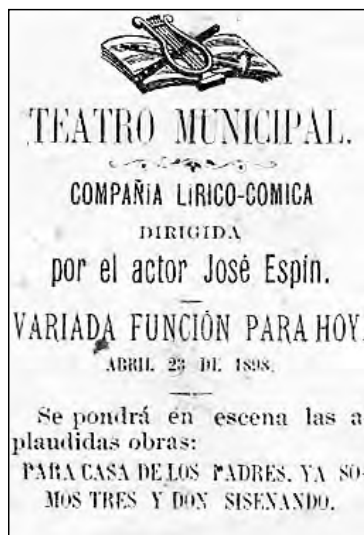 TEATRO MUNICIPAL.
COMPAÑIA LIRICO-COMICA
DIRIGIDA
por el actor José Espín.
VARIADA FUNCIÓN PARA HOY
ABRIL 23 DE 1898.
Se pondrá en escena las a
plaudidas obras:
PARA CASA DE LOS PADRES. YA SO-
MOS TRES Y DON SISENANDO.